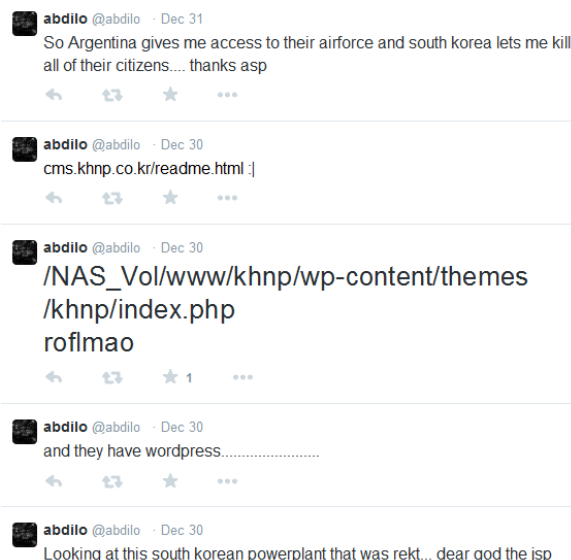 abdilo @abdilo · Dec 31
So Argentina gives me access to their airforce and south korea lets me kill
all of their citizens.... thanks asp
abdilo @abdilo · Dec 30
cms.khnp.co.kr/readme.html :|
abdilo @abdilo · Dec 30
/NAS_Vol/www/khnp/wp-content/themes
/khnp/index.php
roflmao
1
abdilo @abdilo · Dec 30
and they have wordpress........................
abdilo @abdilo · Dec 30
Looking at this south korean powerplant that was rekt... dear god the jsp